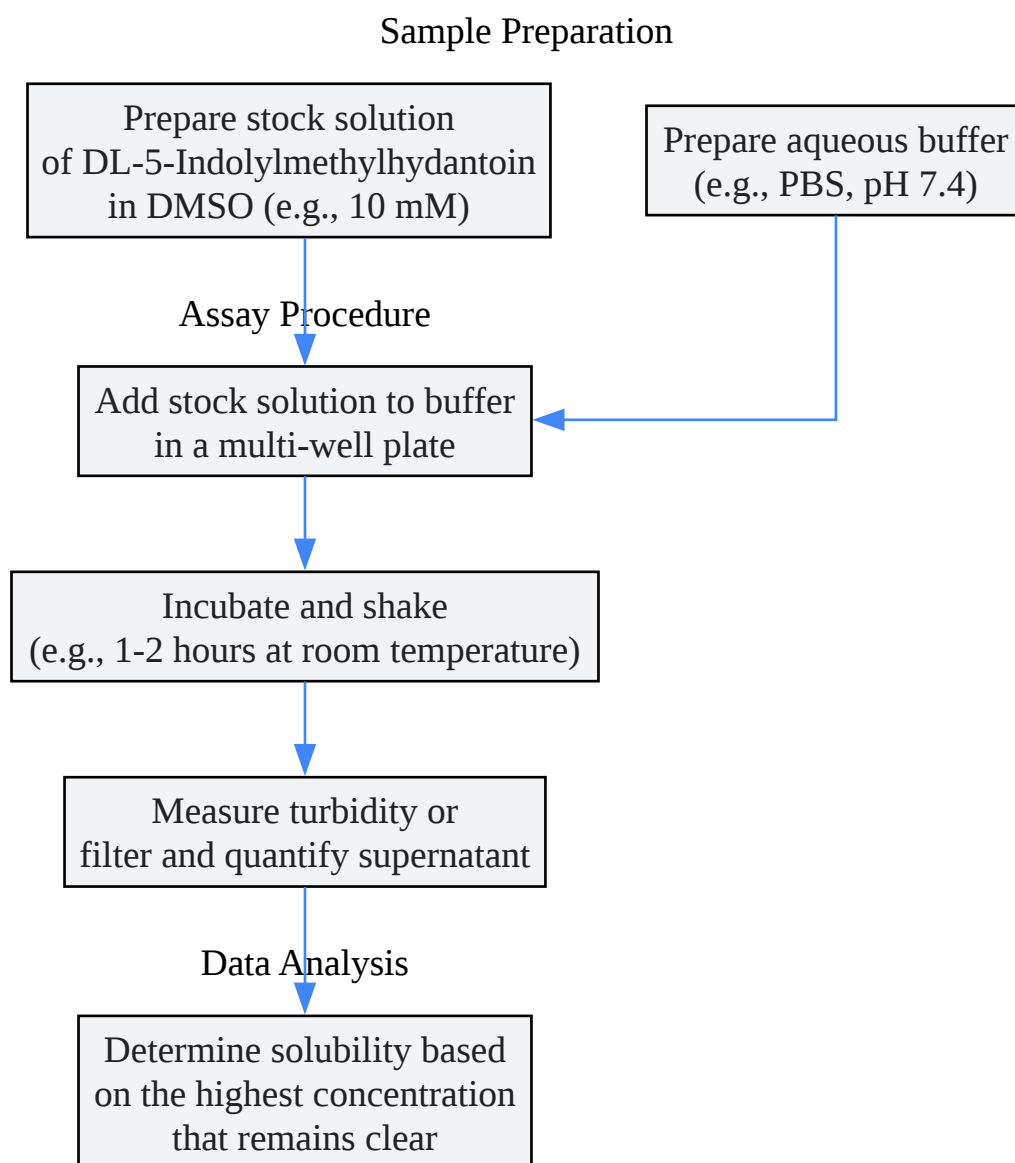 Sample Preparation
Prepare stock solution
of DL-5-Indolylmethylhydantoin
in DMSO (e.g., 10 mM)
Prepare aqueous buffer
(e.g., PBS, pH 7.4)
Assay Procedure
Add stock solution to buffer
in a multi-well plate
Incubate and shake
(e.g., 1-2 hours at room temperature)
Measure turbidity or
filter and quantify supernatant
Data Analysis
Determine solubility based
on the highest concentration
that remains clear